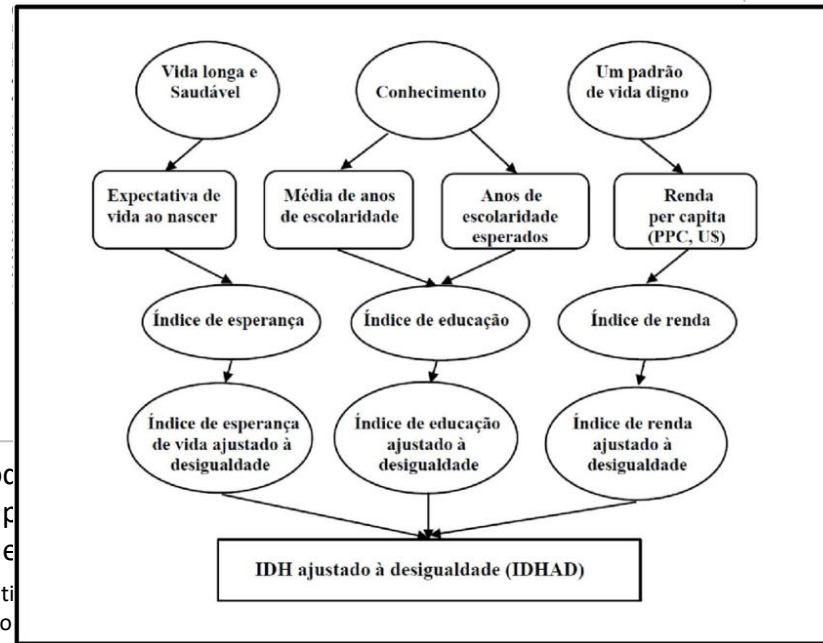 Vida longa e
Saudável
Conhecimento
Um padrão
de vida digno
Expectativa de
vida ao nascer
Média de anos
de escolaridade
Anos de
escolaridade
esperados
Renda
per capita
(PPC, U$)
Índice de esperança
Índice de educação
Índice de renda
Índice de esperança
de vida ajustado à
desigualdade
Índice de educação
ajustado à
desigualdade
Índice de renda
ajustado à
desigualdade
IDH ajustado à desigualdade (IDHAD)